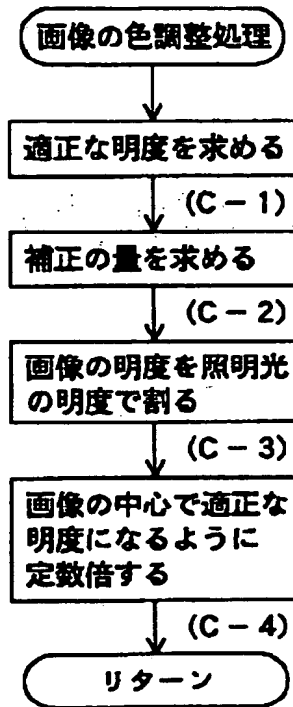 画像の色調整処理
適正な明度を求める
(C-1)
補正の量を求める
(C-2)
画像の明度を照明光
の明度で割る
(C-3)
画像の中心で適正な
明度になるように
定数倍する
(C-4)
リターン